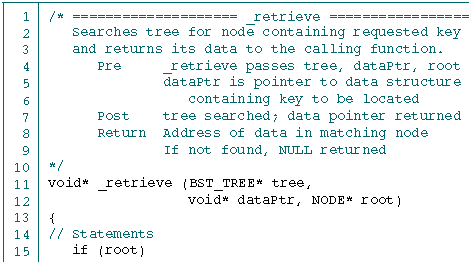 1 /* ==================== _retrieve =================
2 Searches tree for node containing requested key
3 and returns its data to the calling function.
4 Pre _retrieve passes tree, dataPtr, root
5 dataPtr is pointer to data structure
6 containing key to be located
7 Post tree searched; data pointer returned
8 Return Address of data in matching node
9 If not found, NULL returned
10 */
11 void* _retrieve (BST_TREE* tree,
12 void* dataPtr, NODE* root)
13 {
14 // Statements
15 if (root)